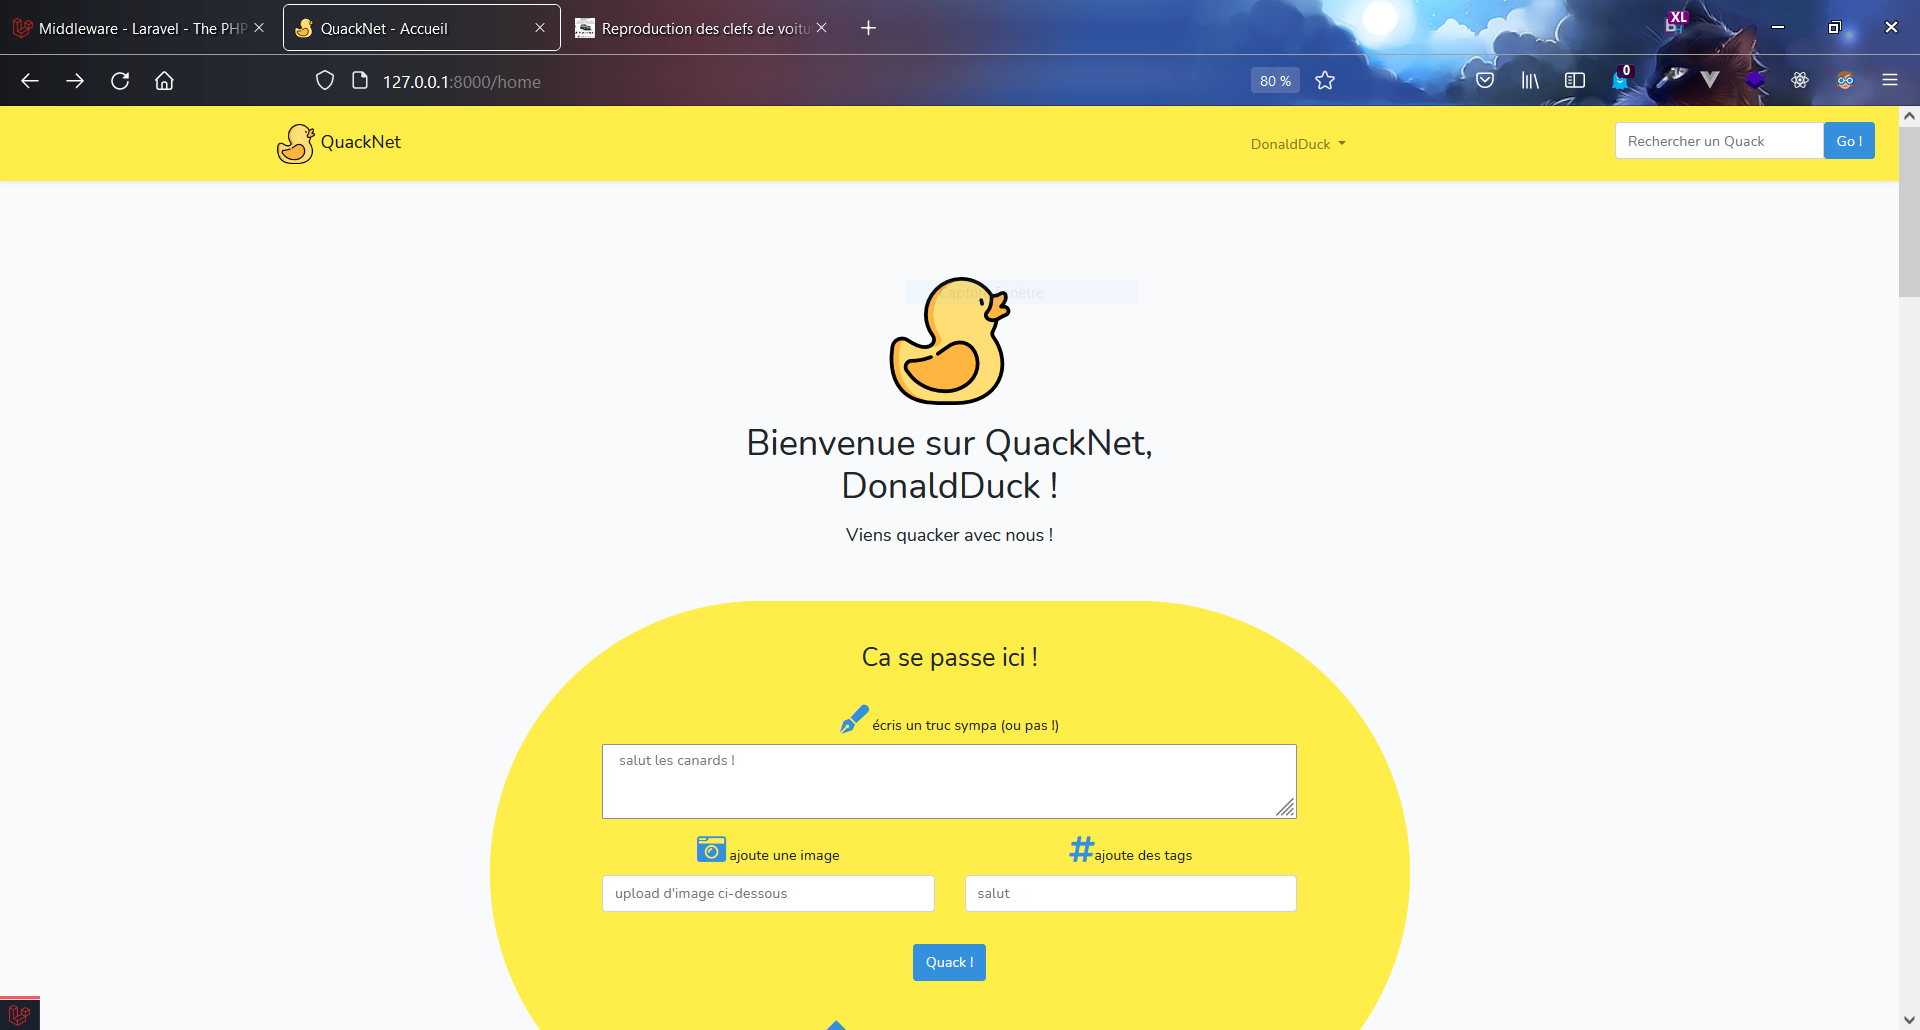 Middleware - Laravel - The PHP
QuackNet - Accueil
Reproduction des clefs de voitu
XL
127.0.0.1:8000/home
80 %
0
QuackNet
DonaldDuck
Rechercher un Quack
Go !
Capture Fenêtre
Bienvenue sur QuackNet,
DonaldDuck !
Viens quacker avec nous !
Ca se passe ici !
écris un truc sympa (ou pas !)
salut les canards !
ajoute une image
#ajoute des tags
upload d'image ci-dessous
salut
Quack !